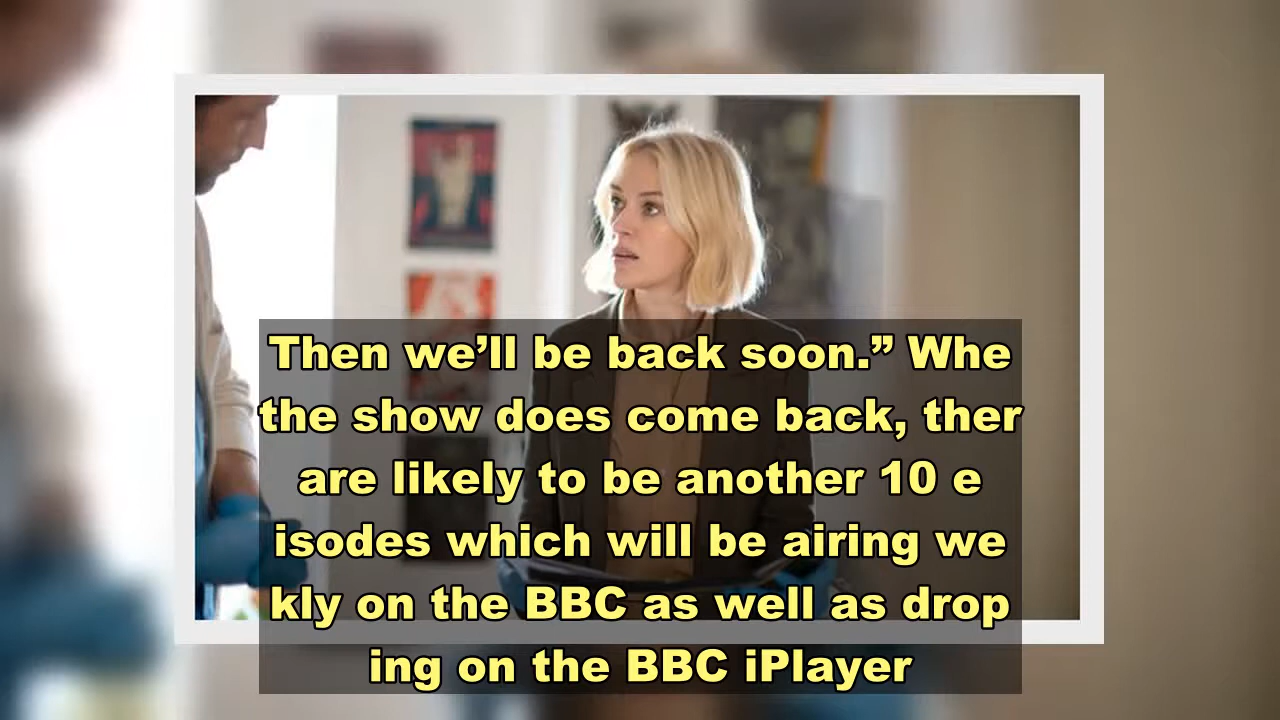 Then we’ll be back soon.” Whe
the show does come back, ther
are likely to be another 10 e
isodes which will be airing we
kly on the BBC as well as drop
ing on the BBC iPlayer